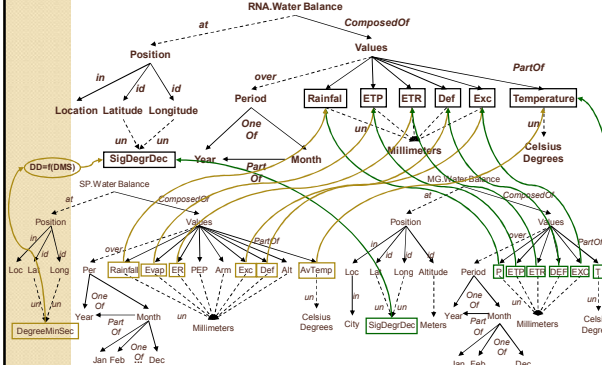 RNA.Water Balance
at
ComposedOf
Position
Values
in
id
id
over
PartOf
Location Latitude Longitude
Period
Rainfal
ETP
ETR
Def
Exc
Temperature
un
un
One
Of
un
Millimeters
un
Celsius
Degrees
DD=f(DMS)
SigDegrDec
Year
Month
Part
Of
SP.Water Balance
MG.Water Balance
at
ComposedOf
at
ComposedOf
Position
Values
Position
Values
in
id
id
over
PartOf
in
id
id
over
PartOf
Loc Lat Long
Per
Rainfall
Evap
ER
PEP
Arm
Exc
Def
Alt
AvTemp
Loc
Lat
Long
Altitude
Period
P
ETP
ETR
DEF
EXC
T
un
un
One
Of
un
un
in
un
un
One
Of
un
un
DegreeMinSec
Year
Part
Of
Month
Millimeters
Celsius
Degrees
City
SigDegrDec
Meters
Year
Part
Of
Month
Millimeters
One
Of
One
Of
Jan Feb ... Dec
Jan Feb
Dec